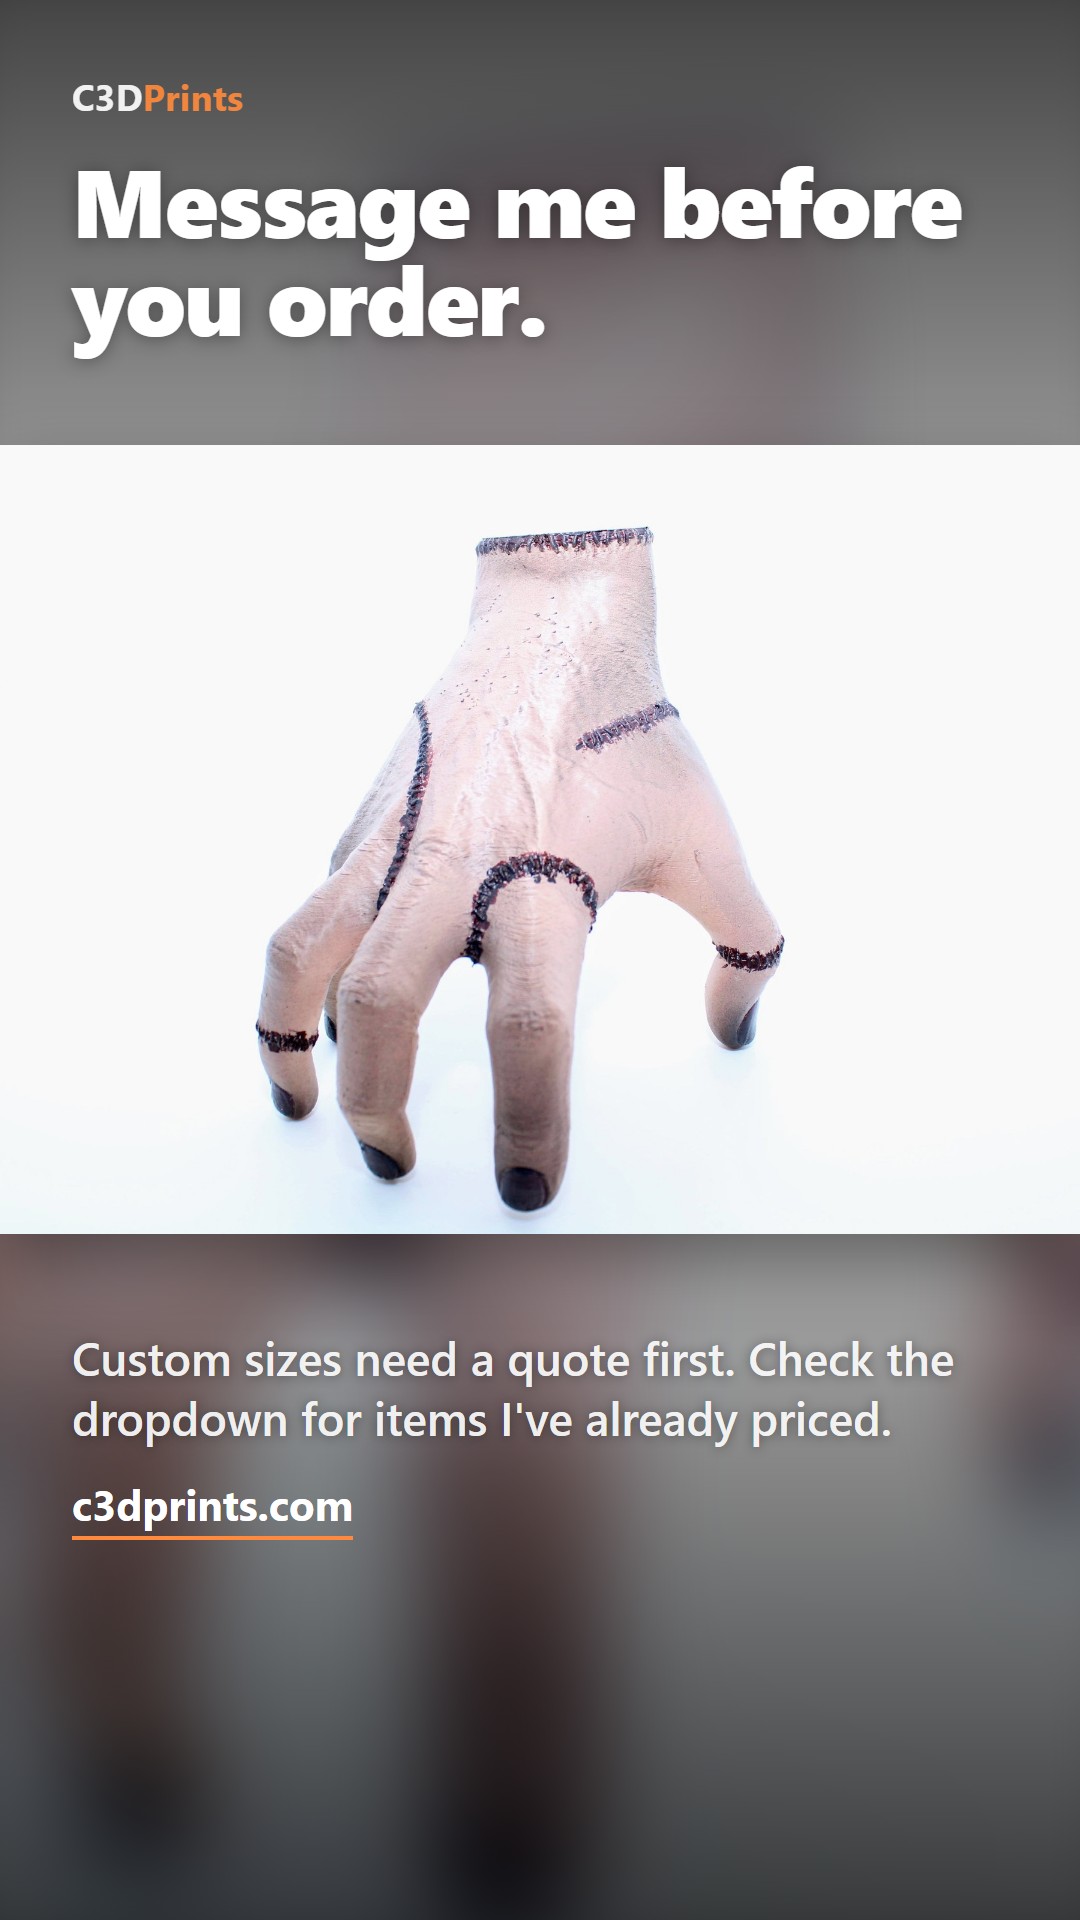 C3DPrints
Message me before
you order.
Custom sizes need a quote first. Check the
dropdown for items I've already priced.
c3dprints.com